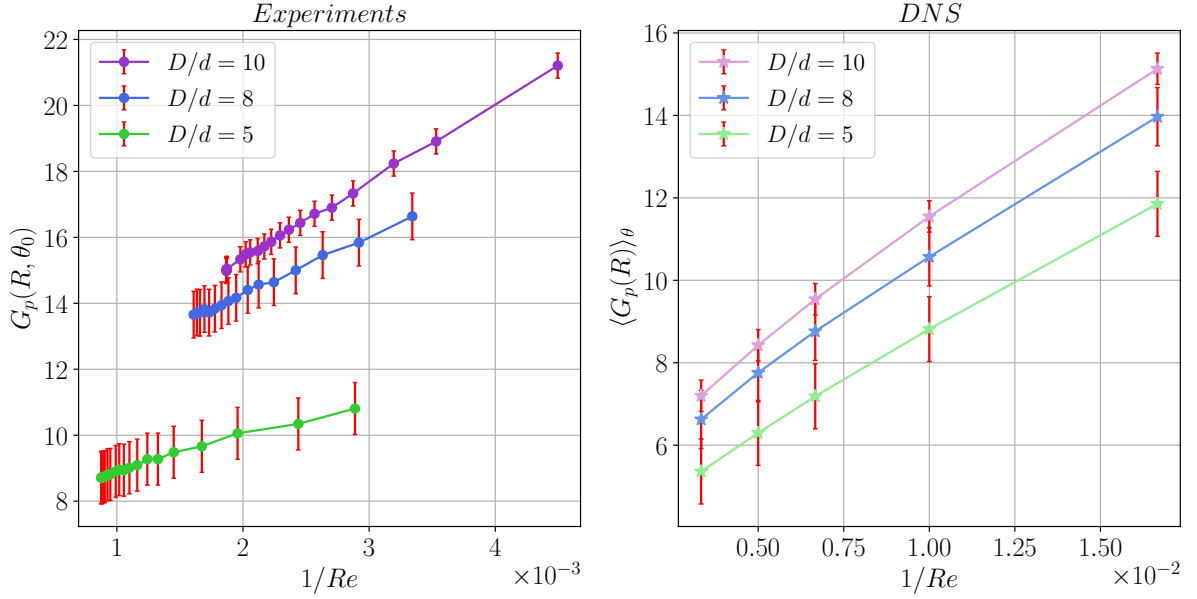 Experiments
G_p(R, θ_0)
22
20
18
16
14
12
10
8
D/d = 10
D/d = 8
D/d = 5
1
2
3
4
×10⁻³
1/Re
DNS
⟨G_p(R)⟩_θ
16
14
12
10
8
6
D/d = 10
D/d = 8
D/d = 5
0.50
0.75
1.00
1.25
1.50
×10⁻²
1/Re